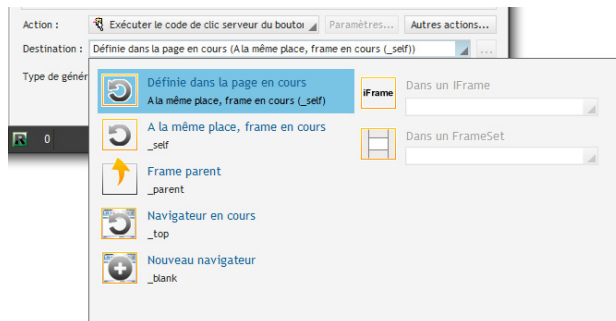 Action :
Exécuter le code de clic serveur du bouto
Paramètres...
Autres actions...
Destination :
Définie dans la page en cours (A la même place, frame en cours (_self))
...
Type de génér
Définie dans la page en cours
A la même place, frame en cours (_self)
iFrame
Dans un IFrame
A la même place, frame en cours
_self
Dans un FrameSet
Frame parent
_parent
R 0
Navigateur en cours
_top
Nouveau navigateur
_blank